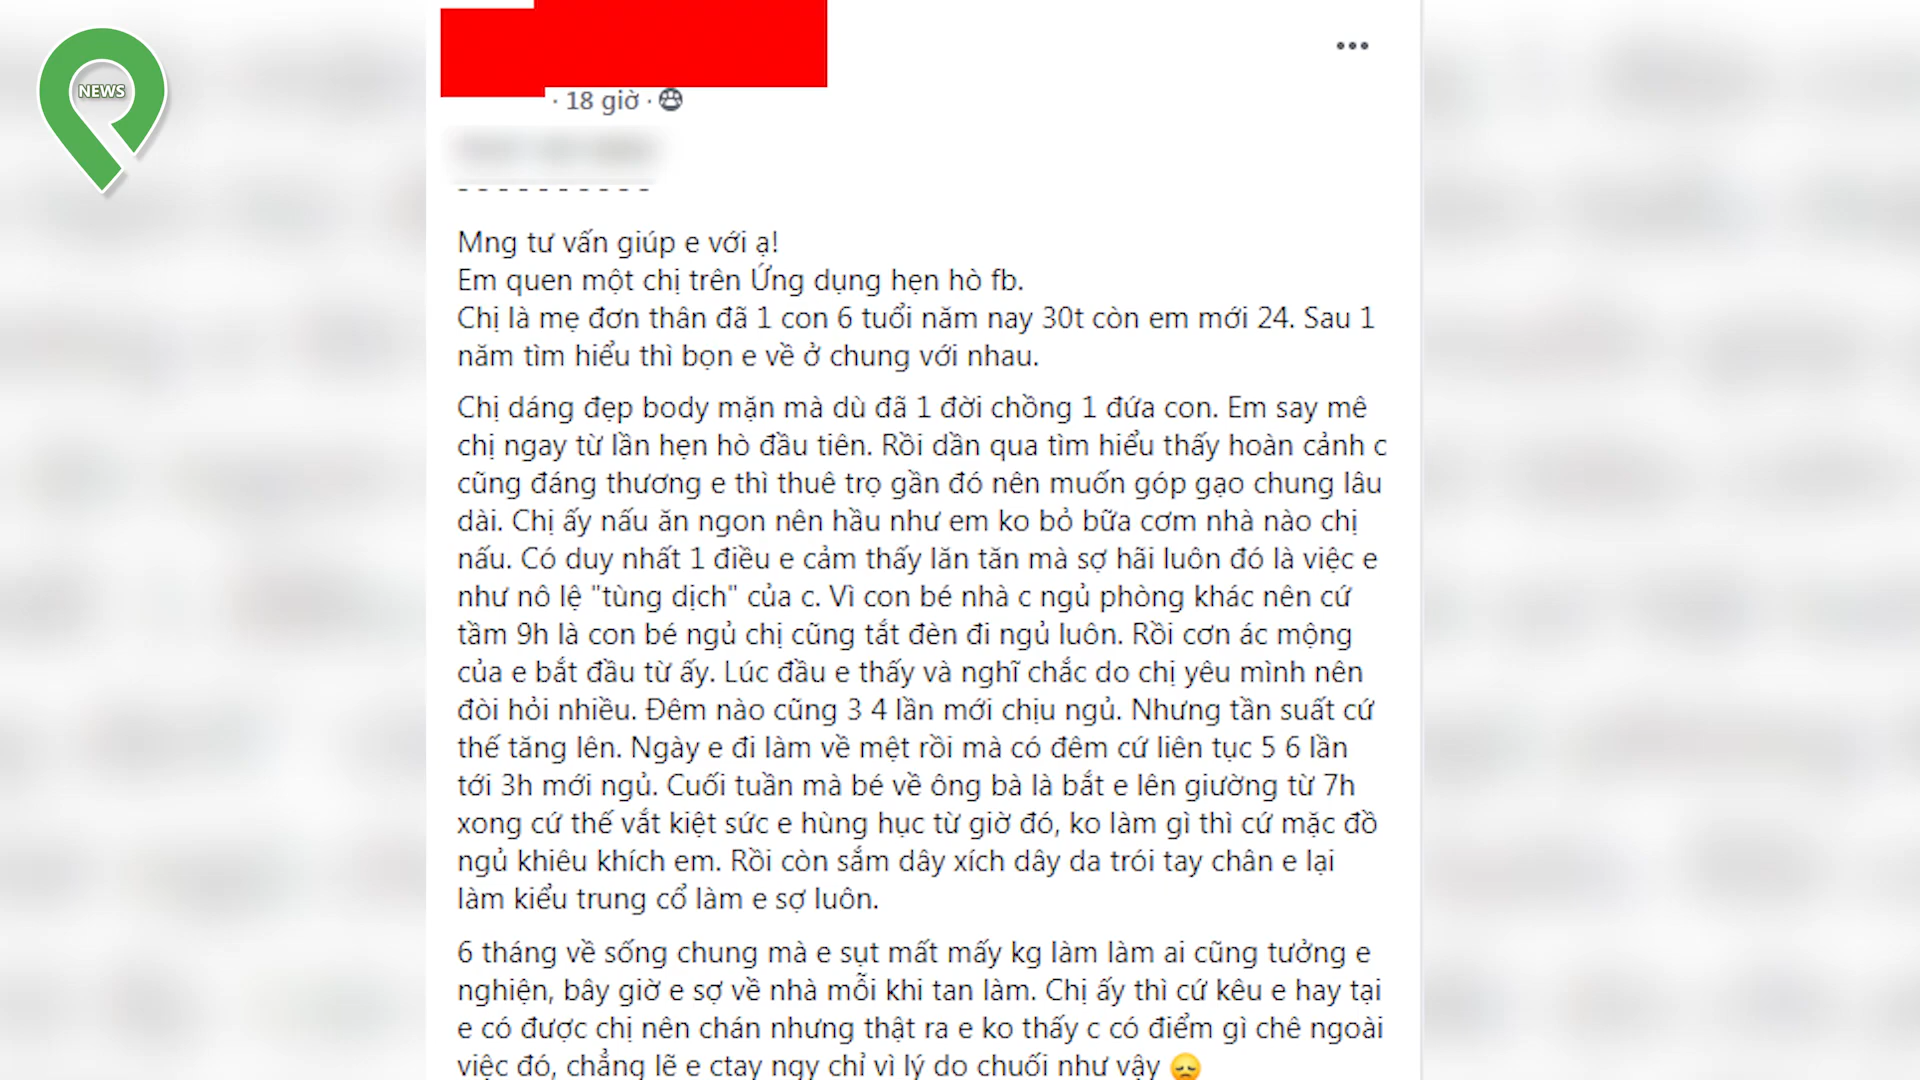 NEWS
· 18 giờ ·
- - - - - - - - - -
Mng tư vấn giúp e với ạ!
Em quen một chị trên Ứng dụng hẹn hò fb.
Chị là mẹ đơn thân đã 1 con 6 tuổi năm nay 30t còn em mới 24. Sau 1
năm tìm hiểu thì bọn e về ở chung với nhau.
Chị dáng đẹp body mặn mà dù đã 1 đời chồng 1 đứa con. Em say mê
chị ngay từ lần hẹn hò đầu tiên. Rồi dần qua tìm hiểu thấy hoàn cảnh c
cũng đáng thương e thì thuê trọ gần đó nên muốn góp gạo chung lâu
dài. Chị ấy nấu ăn ngon nên hầu như em ko bỏ bữa cơm nhà nào chị
nấu. Có duy nhất 1 điều e cảm thấy lăn tăn mà sợ hãi luôn đó là việc e
như nô lệ "tùng dịch" của c. Vì con bé nhà c ngủ phòng khác nên cứ
tầm 9h là con bé ngủ chị cũng tắt đèn đi ngủ luôn. Rồi cơn ác mộng
của e bắt đầu từ ấy. Lúc đầu e thấy và nghĩ chắc do chị yêu mình nên
đòi hỏi nhiều. Đêm nào cũng 3 4 lần mới chịu ngủ. Nhưng tần suất cứ
thế tăng lên. Ngày e đi làm về mệt rồi mà có đêm cứ liên tục 5 6 lần
tới 3h mới ngủ. Cuối tuần mà bé về ông bà là bắt e lên giường từ 7h
xong cứ thế vắt kiệt sức e hùng hục từ giờ đó, ko làm gì thì cứ mặc đồ
ngủ khiêu khích em. Rồi còn sắm dây xích dây da trói tay chân e lại
làm kiểu trung cổ làm e sợ luôn.
6 tháng về sống chung mà e sụt mất mấy kg làm làm ai cũng tưởng e
nghiện, bây giờ e sợ về nhà mỗi khi tan làm. Chị ấy thì cứ kêu e hay tại
e có được chị nên chán nhưng thật ra e ko thấy c có điểm gì chê ngoài
việc đó, chẳng lẽ e ctay ngy chỉ vì lý do chuối như vậy 😞